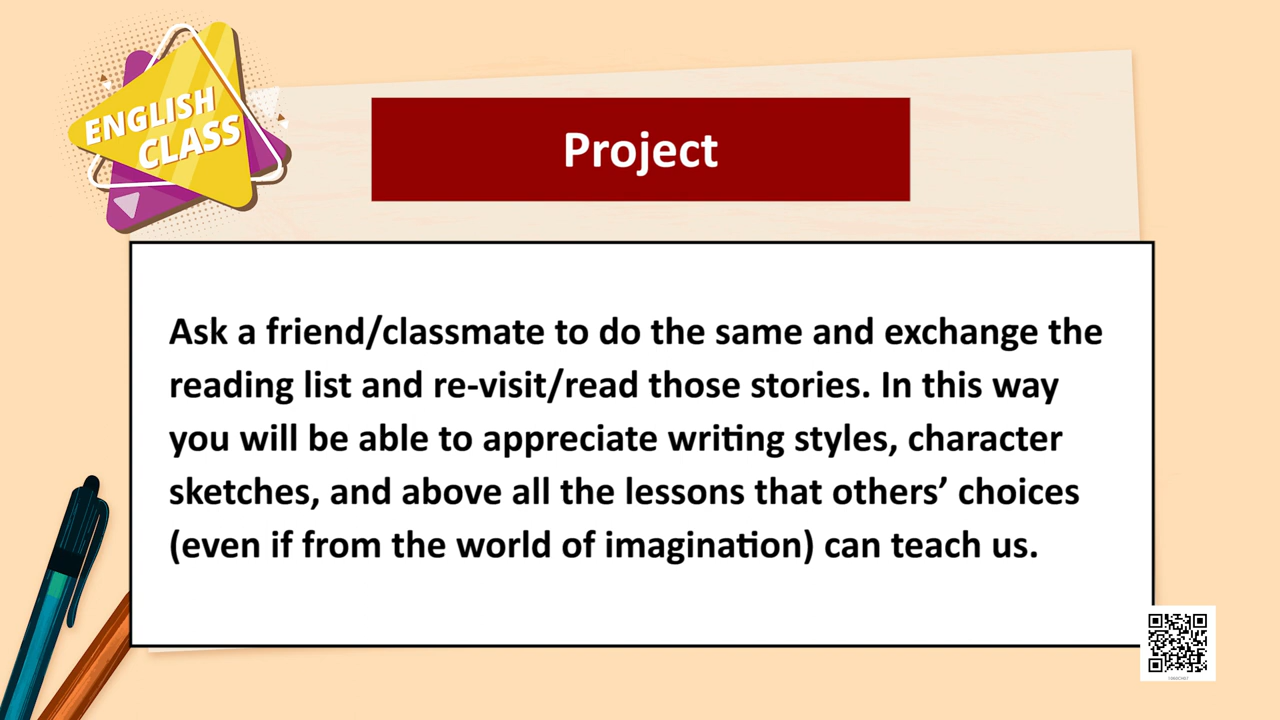 ENGLISH
CLASS
Project
Ask a friend/classmate to do the same and exchange the
reading list and re-visit/read those stories. In this way
you will be able to appreciate writing styles, character
sketches, and above all the lessons that others’ choices
(even if from the world of imagination) can teach us.